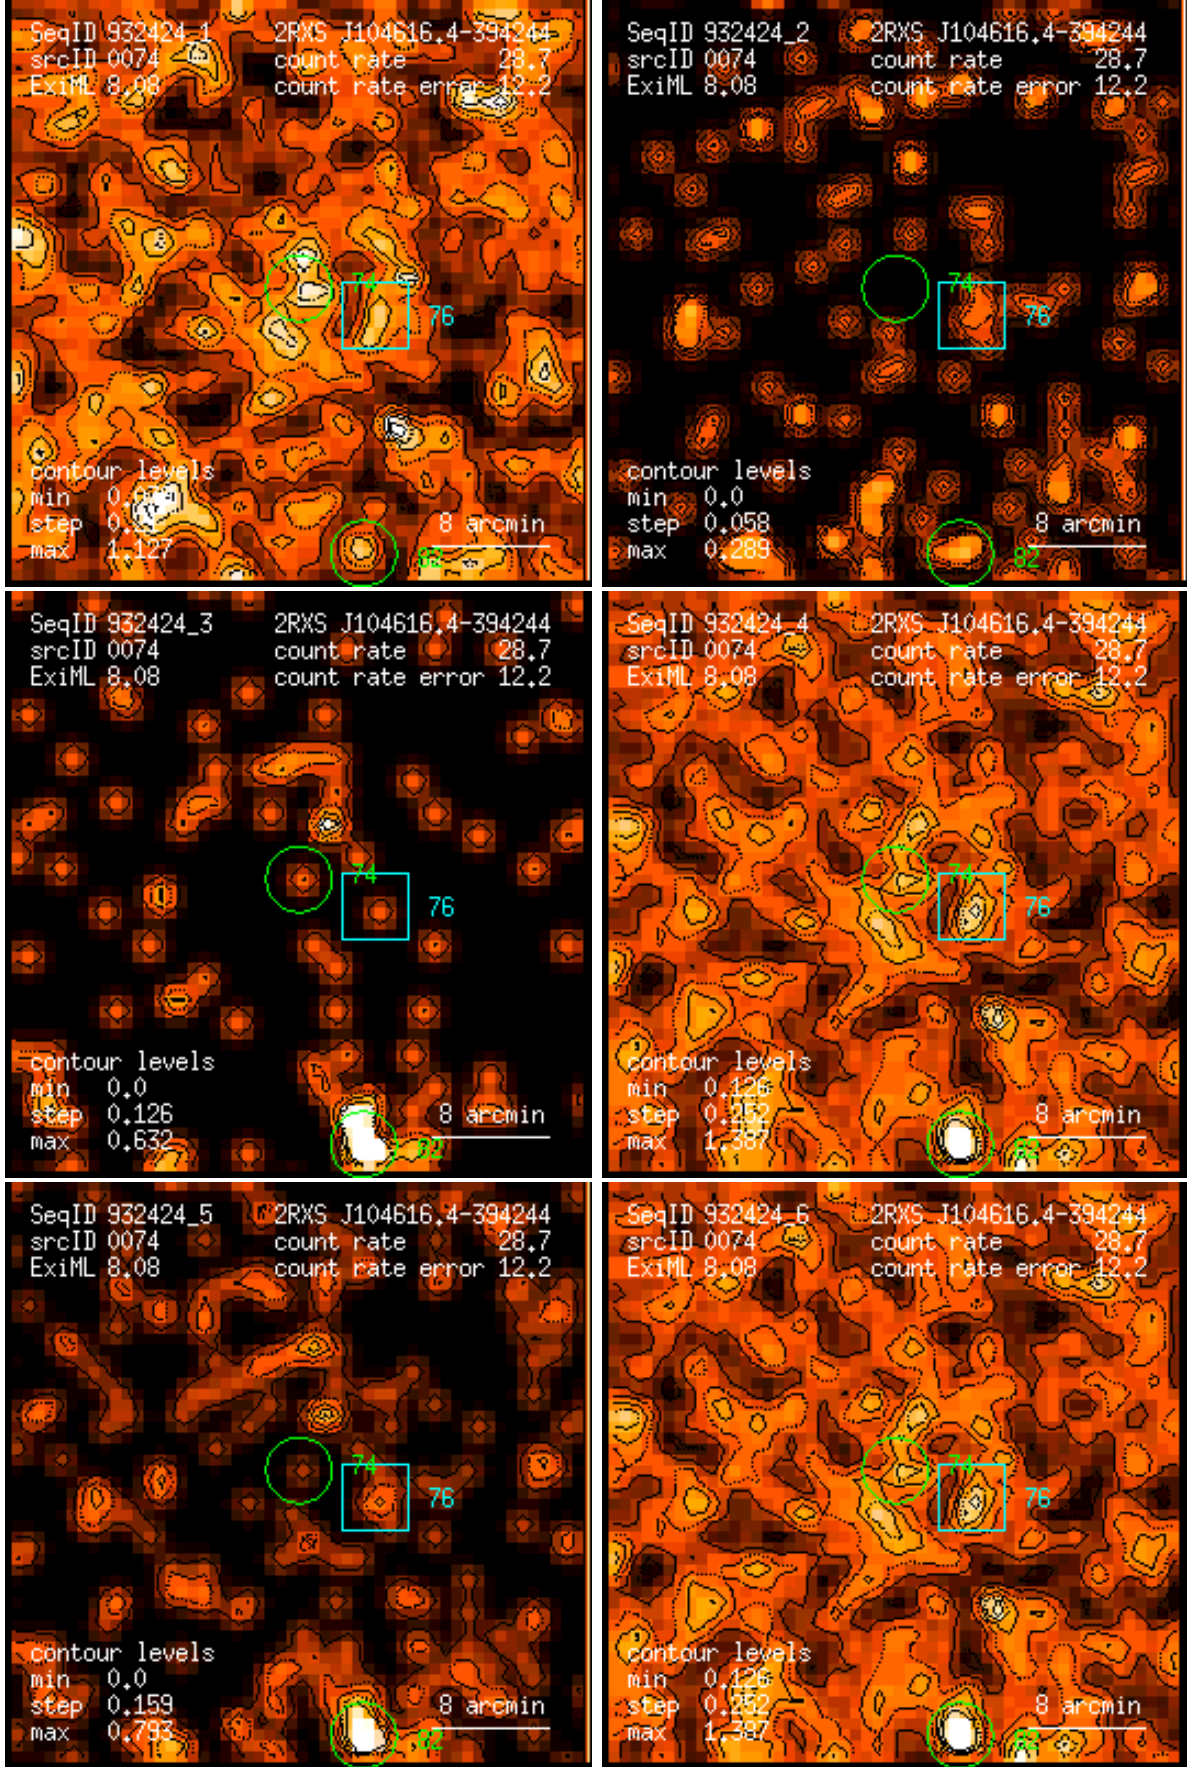 SeqID 932424_1 2RXS J104616.4-394244
srcID 0074 count rate 28.7
ExiML 8.08 count rate error 12.2
74
76
contour levels
min
step
max 1.127
8 arcmin
82
SeqID 932424_2 2RXS J104616.4-394244
srcID 0074 count rate 28.7
ExiML 8.08 count rate error 12.2
74
76
contour levels
min 0.0
step 0.058
max 0.289
8 arcmin
82
SeqID 932424_3 2RXS J104616.4-394244
srcID 0074 count rate 28.7
ExiML 8.08 count rate error 12.2
74
76
contour levels
min 0.0
step 0.126
max 0.632
8 arcmin
82
SeqID 932424_4 2RXS J104616.4-394244
srcID 0074 count rate 28.7
ExiML 8.08 count rate error 12.2
74
76
contour levels
min 0.126
step 0.252
max 1.387
8 arcmin
82
SeqID 932424_5 2RXS J104616.4-394244
srcID 0074 count rate 28.7
ExiML 8.08 count rate error 12.2
74
76
contour levels
min 0.0
step 0.159
max 0.793
8 arcmin
82
SeqID 932424_6 2RXS J104616.4-394244
srcID 0074 count rate 28.7
ExiML 8.08 count rate error 12.2
74
76
contour levels
min 0.126
step 0.252
max 1.387
8 arcmin
82